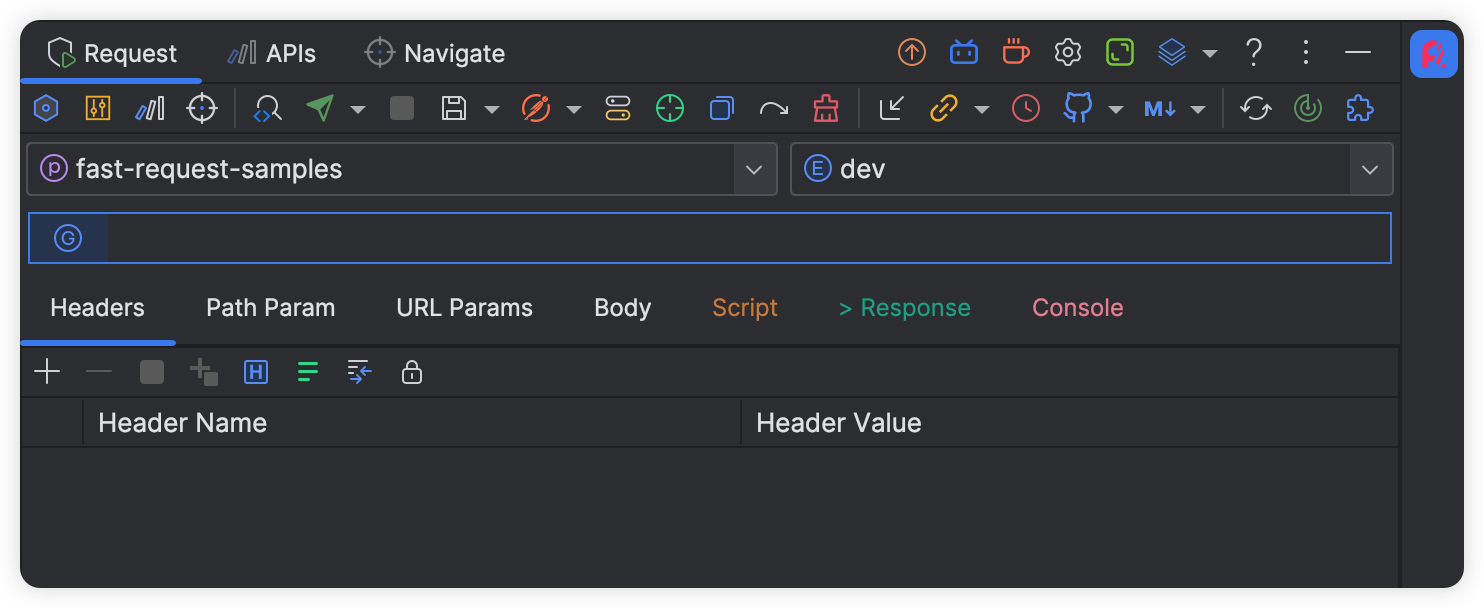 Request APIs Navigate ?
M↓
P fast-request-samples E dev
G
Headers Path Param URL Params Body Script > Response Console
H
Header Name Header Value